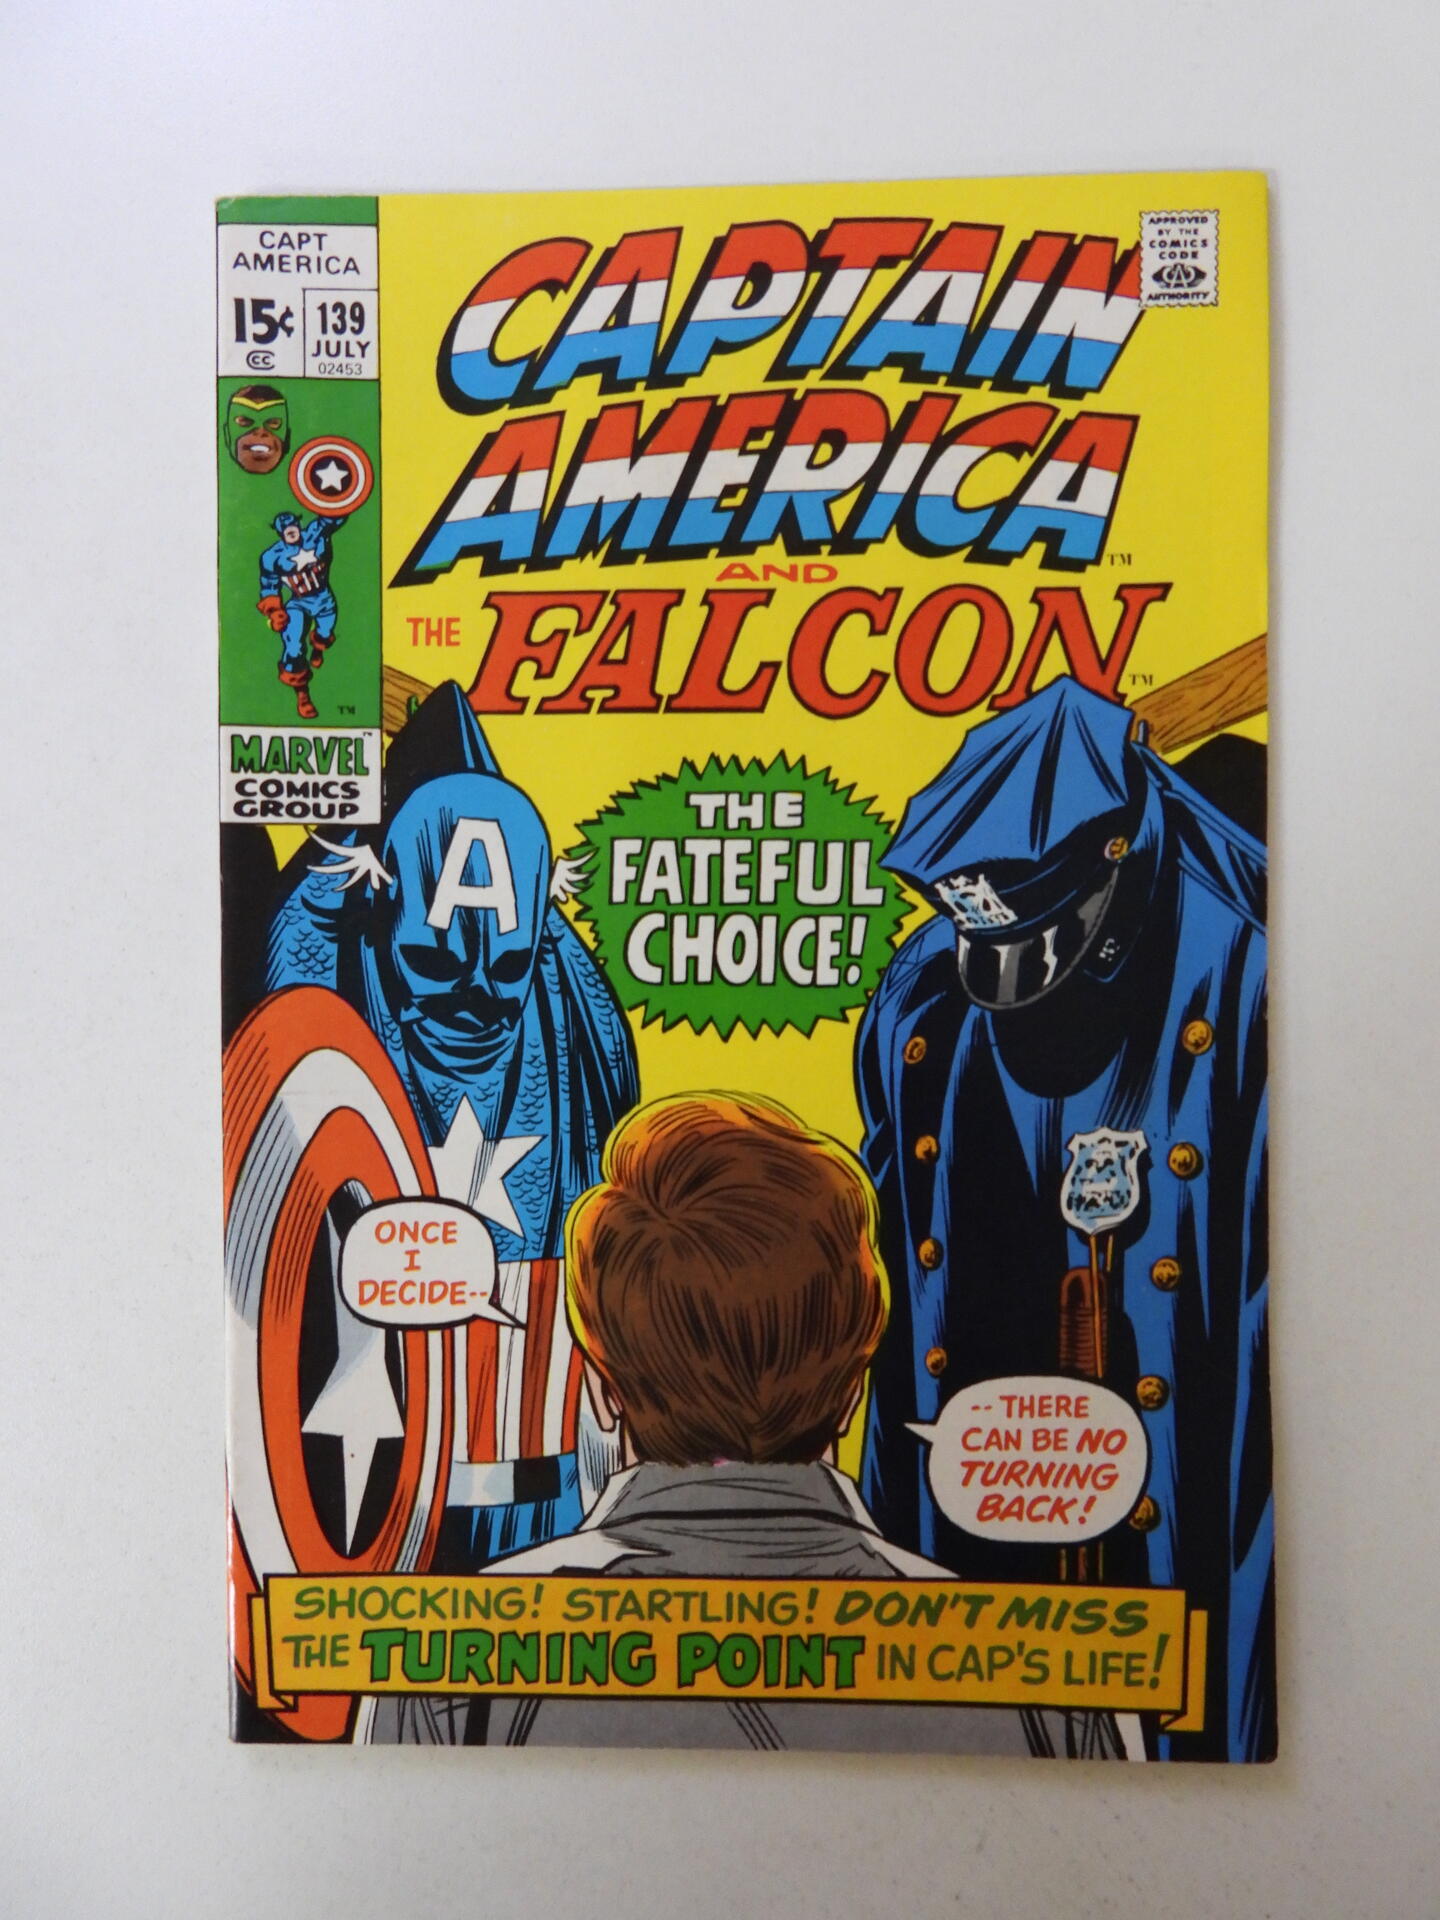 CAPT
AMERICA
15¢
CC
139
JULY
02453
TM
MARVEL TM
COMICS
GROUP
CAPTAIN
AMERICA TM
AND
THE FALCON TM
APPROVED
BY THE
COMICS
CODE
CA
AUTHORITY
THE
FATEFUL
CHOICE!
A
ONCE
I
DECIDE--
-- THERE
CAN BE NO
TURNING
BACK!
SHOCKING! STARTLING! DON'T MISS
THE TURNING POINT IN CAP'S LIFE!